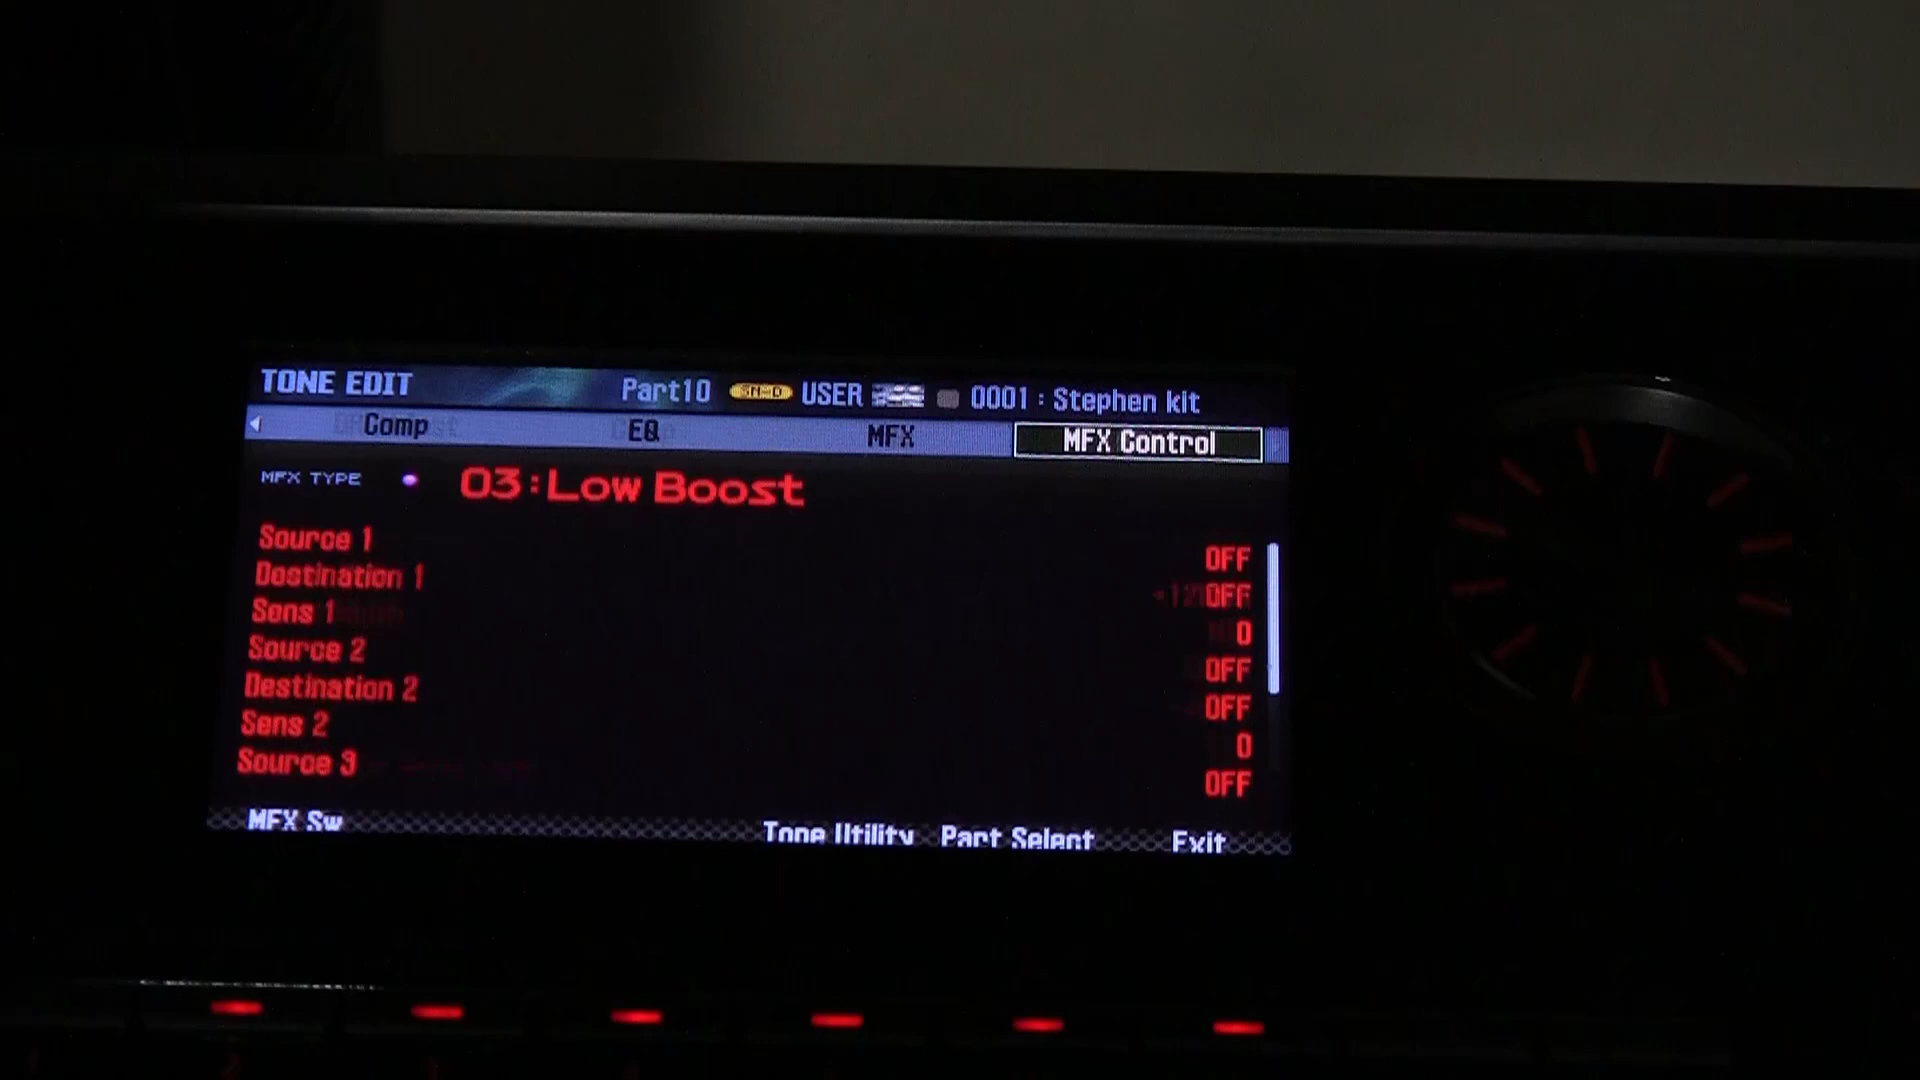 TONE EDIT Part10 SN-D USER 0001 : Stephen kit
Comp EQ MFX MFX Control
MFX TYPE 03:Low Boost
Source 1 OFF
Destination 1 OFF
Sens 1 0
Source 2 OFF
Destination 2 OFF
Sens 2 0
Source 3 OFF
MFX Sw Tone Utility Part Select Exit